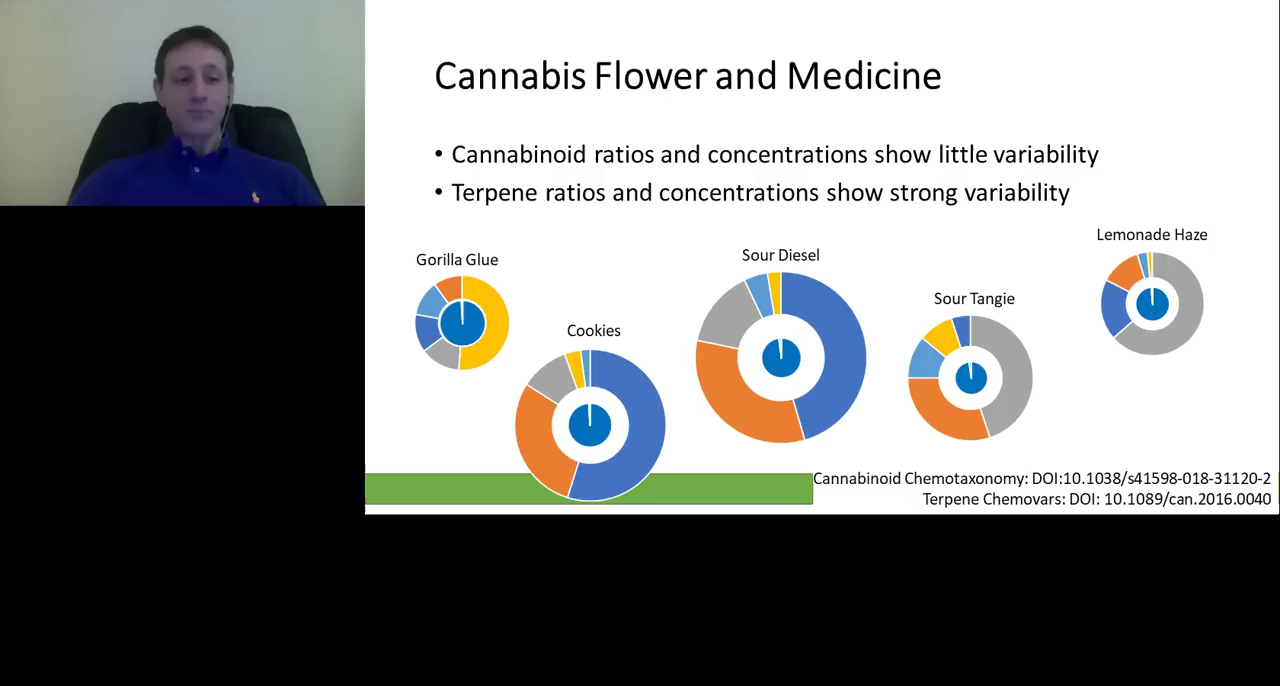 Cannabis Flower and Medicine
• Cannabinoid ratios and concentrations show little variability
• Terpene ratios and concentrations show strong variability
Gorilla Glue
Cookies
Sour Diesel
Sour Tangie
Lemonade Haze
Cannabinoid Chemotaxonomy: DOI:10.1038/s41598-018-31120-2
Terpene Chemovars: DOI: 10.1089/can.2016.0040